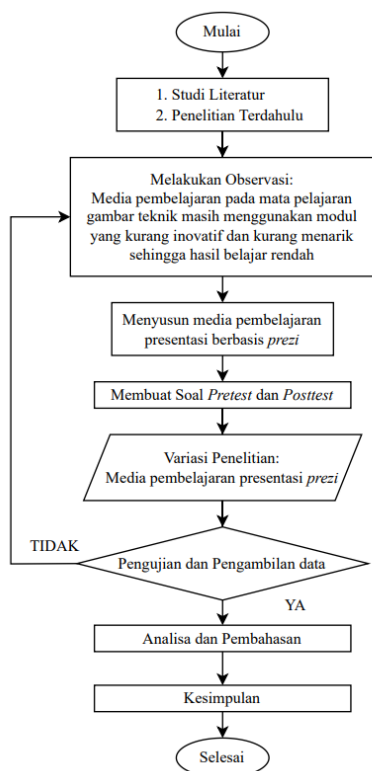 Mulai
1. Studi Literatur
2. Penelitian Terdahulu
Melakukan Observasi:
Media pembelajaran pada mata pelajaran
gambar teknik masih menggunakan modul
yang kurang inovatif dan kurang menarik
sehingga hasil belajar rendah
Menyusun media pembelajaran
presentasi berbasis prezi
Membuat Soal Pretest dan Posttest
Variasi Penelitian:
Media pembelajaran presentasi prezi
TIDAK
Pengujian dan Pengambilan data
YA
Analisa dan Pembahasan
Kesimpulan
Selesai